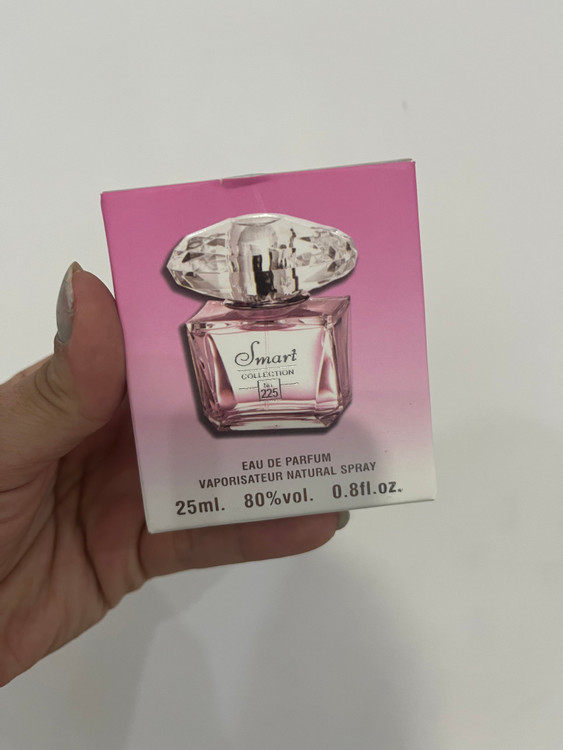 Smart
COLLECTION
No.
225
EAU DE PARFUM
VAPORISATEUR NATURAL SPRAY
25ml. 80%vol. 0.8fl.oz.